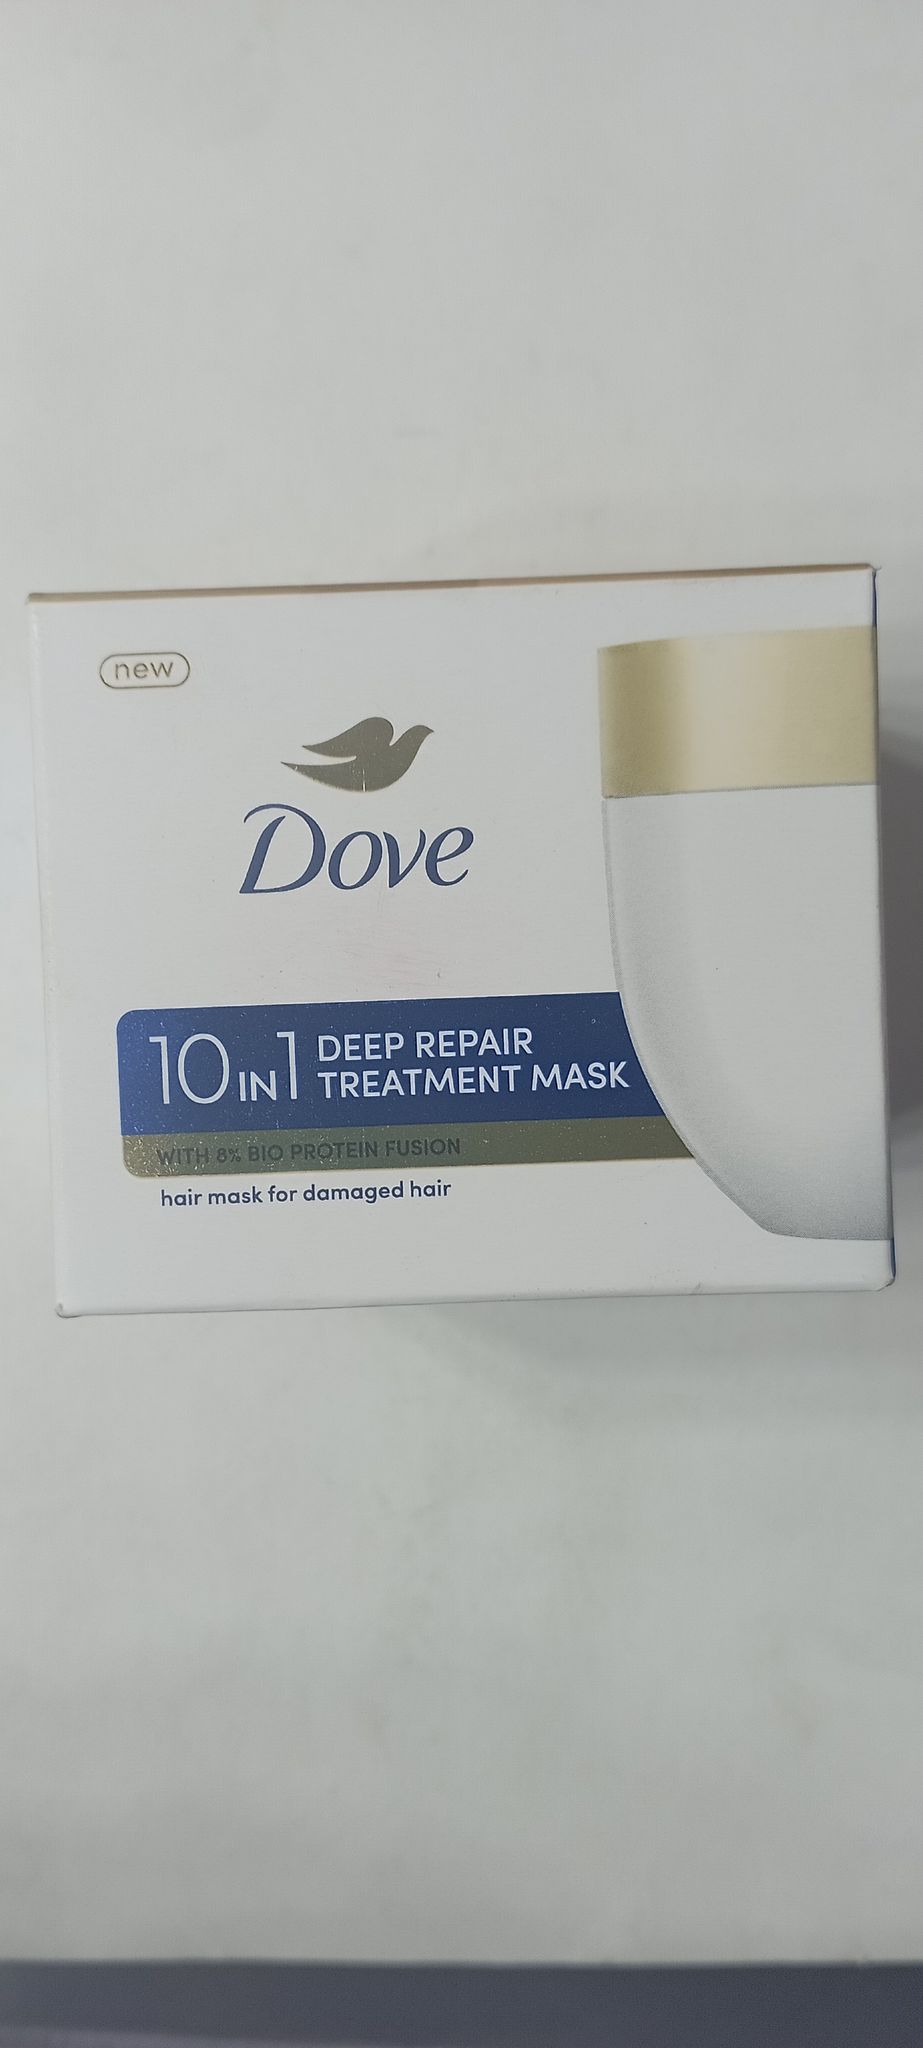 new
Dove
10 IN 1 DEEP REPAIR
TREATMENT MASK
WITH 8% BIO PROTEIN FUSION
hair mask for damaged hair